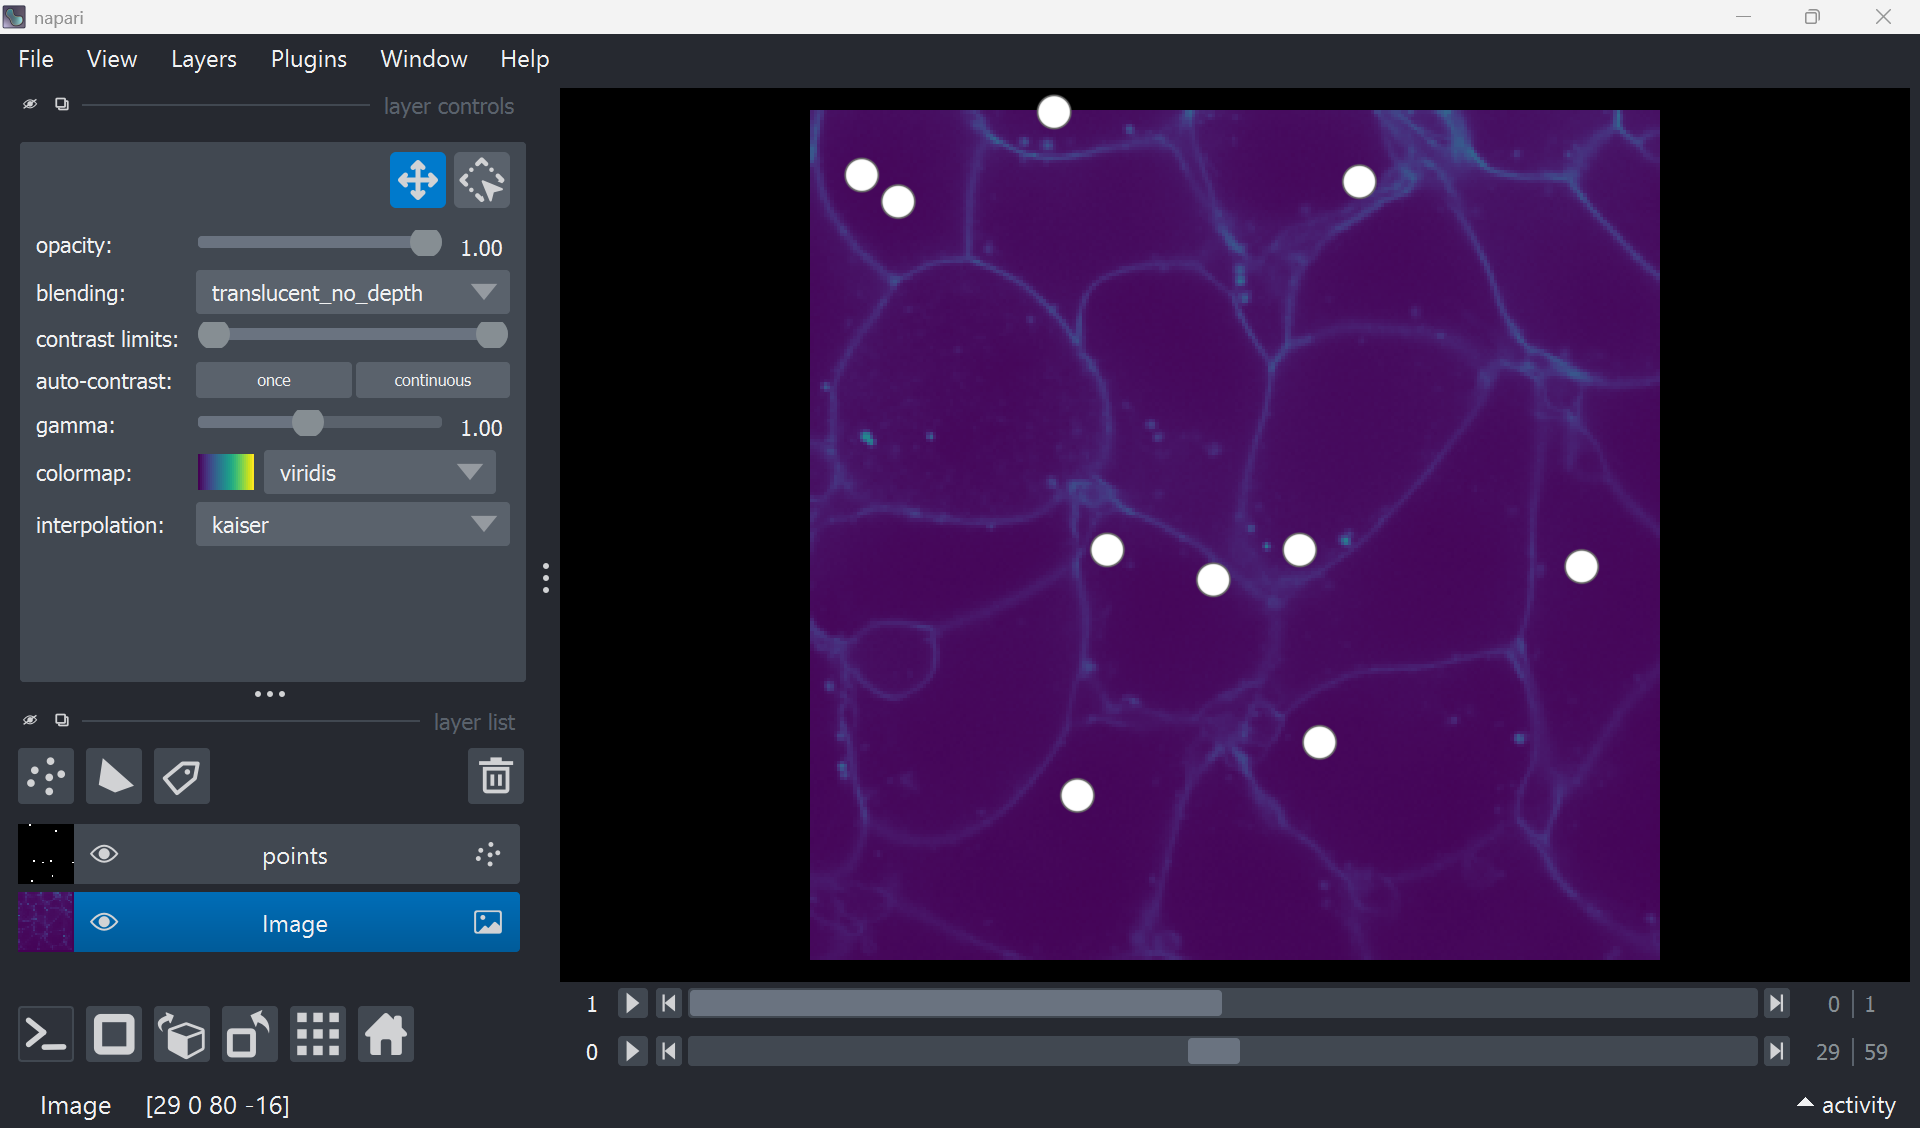 napari
File View Layers Plugins Window Help
layer controls
opacity: 1.00
blending: translucent_no_depth
contrast limits:
auto-contrast: once continuous
gamma: 1.00
colormap: viridis
interpolation: kaiser
layer list
points
Image
1 0 | 1
0 29 | 59
Image [29 0 80 -16]
activity